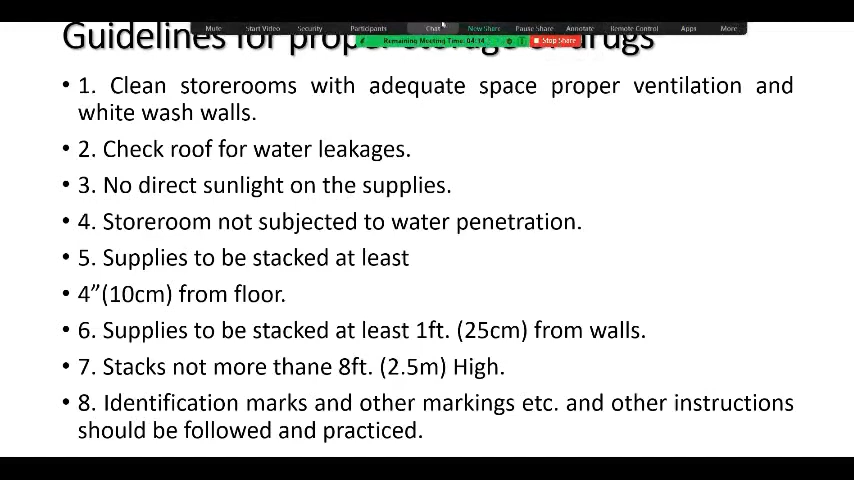 Mute Start Video Security Participants Chat New Share Pause Share Annotate Remote Control Apps More
Remaining Meeting Time: 04:14 Stop Share
Guidelines for proper storage of drugs
• 1. Clean storerooms with adequate space proper ventilation and
white wash walls.
• 2. Check roof for water leakages.
• 3. No direct sunlight on the supplies.
• 4. Storeroom not subjected to water penetration.
• 5. Supplies to be stacked at least
• 4”(10cm) from floor.
• 6. Supplies to be stacked at least 1ft. (25cm) from walls.
• 7. Stacks not more thane 8ft. (2.5m) High.
• 8. Identification marks and other markings etc. and other instructions
should be followed and practiced.